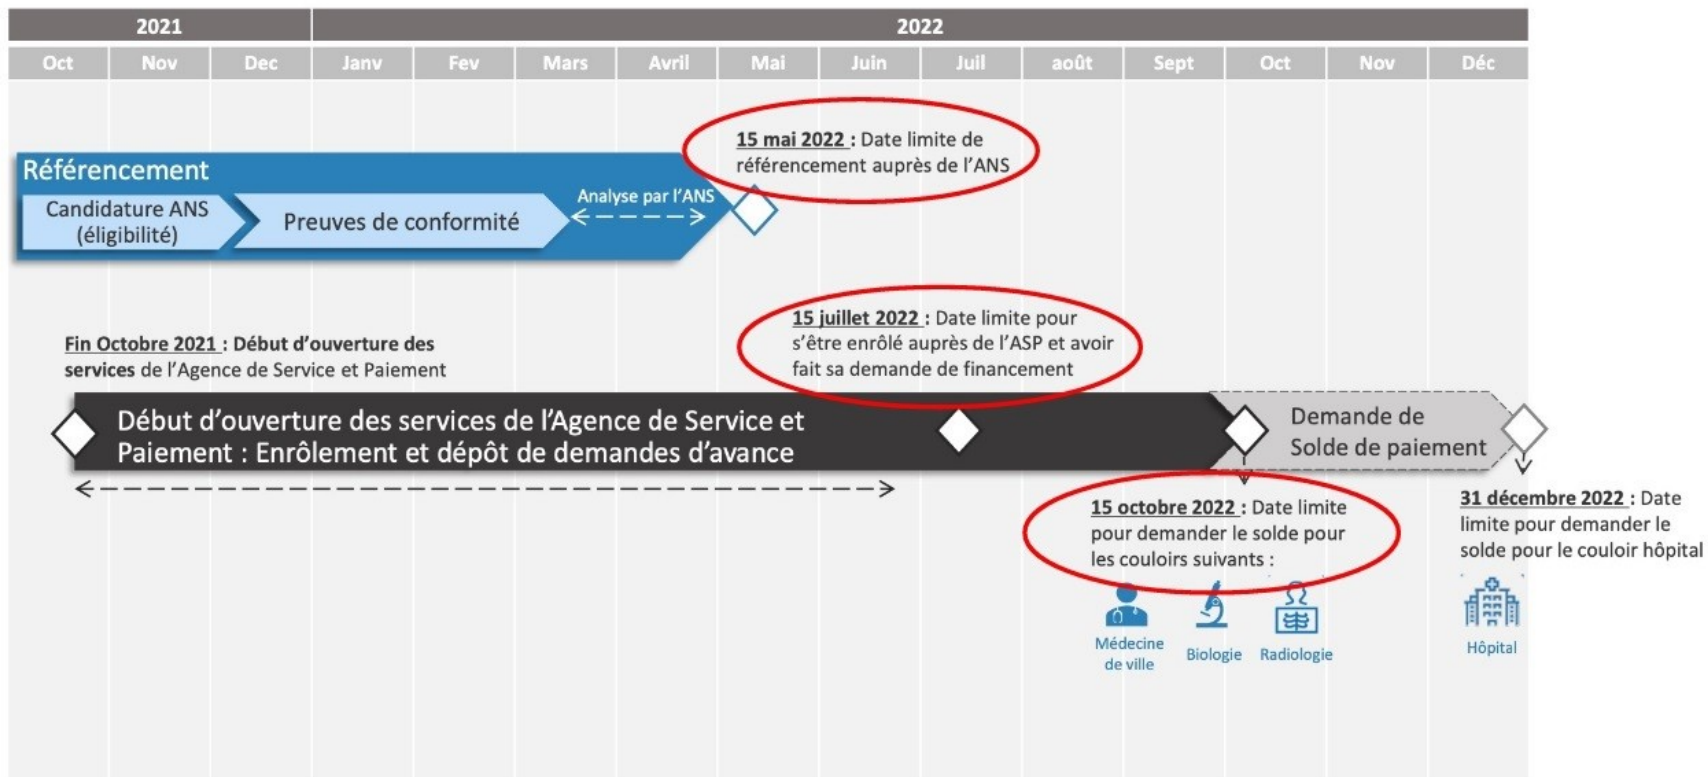 2021
2022
Oct
Nov
Dec
Janv
Fev
Mars
Avril
Mai
Juin
Juil
août
Sept
Oct
Nov
Déc
15 mai 2022 : Date limite de
référencement auprès de l'ANS
Référencement
Candidature ANS
(éligibilité)
Preuves de conformité
Analyse par l'ANS
15 juillet 2022 : Date limite pour
s'être enrôlé auprès de l'ASP et avoir
fait sa demande de financement
Fin Octobre 2021 : Début d'ouverture des
services de l'Agence de Service et Paiement
Début d'ouverture des services de l'Agence de Service et
Paiement : Enrôlement et dépôt de demandes d'avance
Demande de
Solde de paiement
15 octobre 2022 : Date limite
pour demander le solde pour
les couloirs suivants :
31 décembre 2022 : Date
limite pour demander le
solde pour le couloir hôpital
Médecine
de ville
Biologie
Radiologie
Hôpital